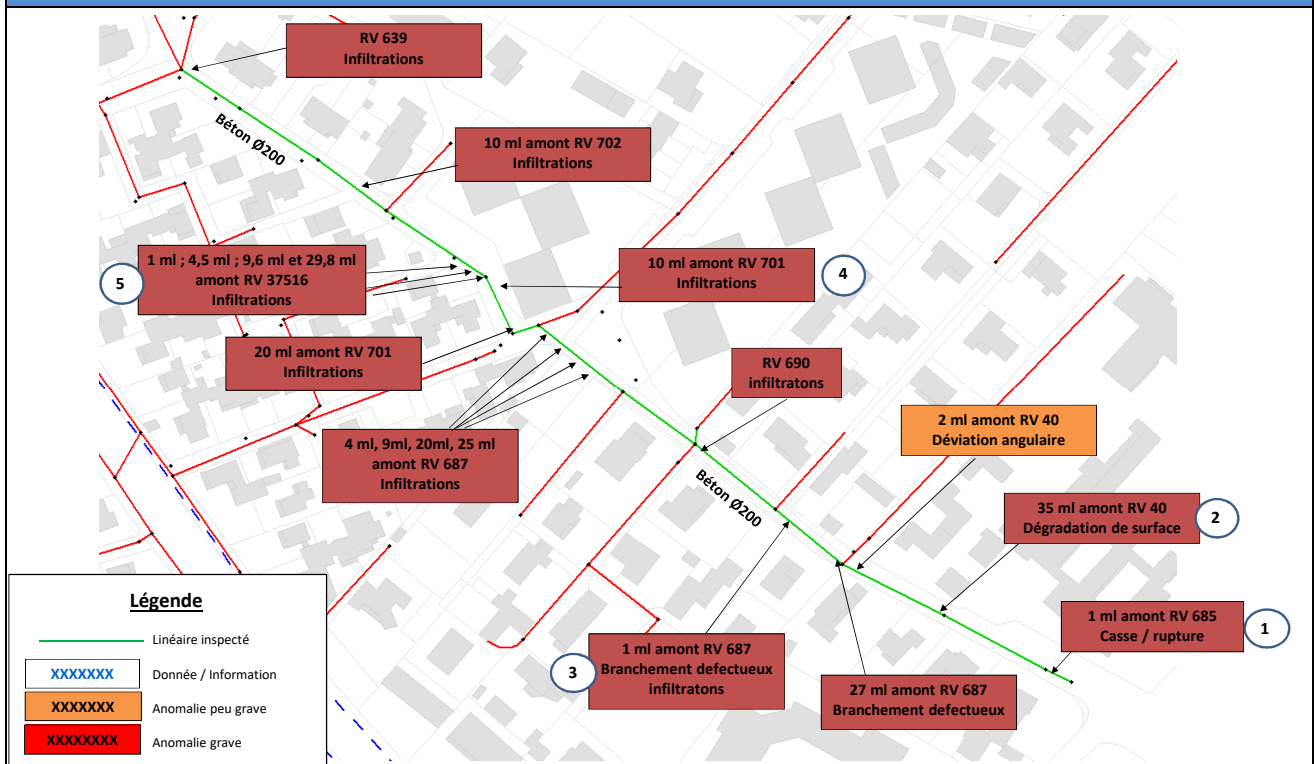 RV 639
Infiltrations
Béton Ø200
10 ml amont RV 702
Infiltrations
5
1 ml ; 4,5 ml ; 9,6 ml et 29,8 ml
amont RV 37516
Infiltrations
10 ml amont RV 701
Infiltrations
4
20 ml amont RV 701
Infiltrations
RV 690
infiltratons
4 ml, 9ml, 20ml, 25 ml
amont RV 687
Infiltrations
2 ml amont RV 40
Déviation angulaire
Béton Ø200
35 ml amont RV 40
Dégradation de surface
2
1 ml amont RV 685
Casse / rupture
1
3
1 ml amont RV 687
Branchement defectueux
infiltratons
27 ml amont RV 687
Branchement defectueux
Légende
Linéaire inspecté
XXXXXXX
Donnée / Information
XXXXXXX
Anomalie peu grave
XXXXXXXX
Anomalie grave